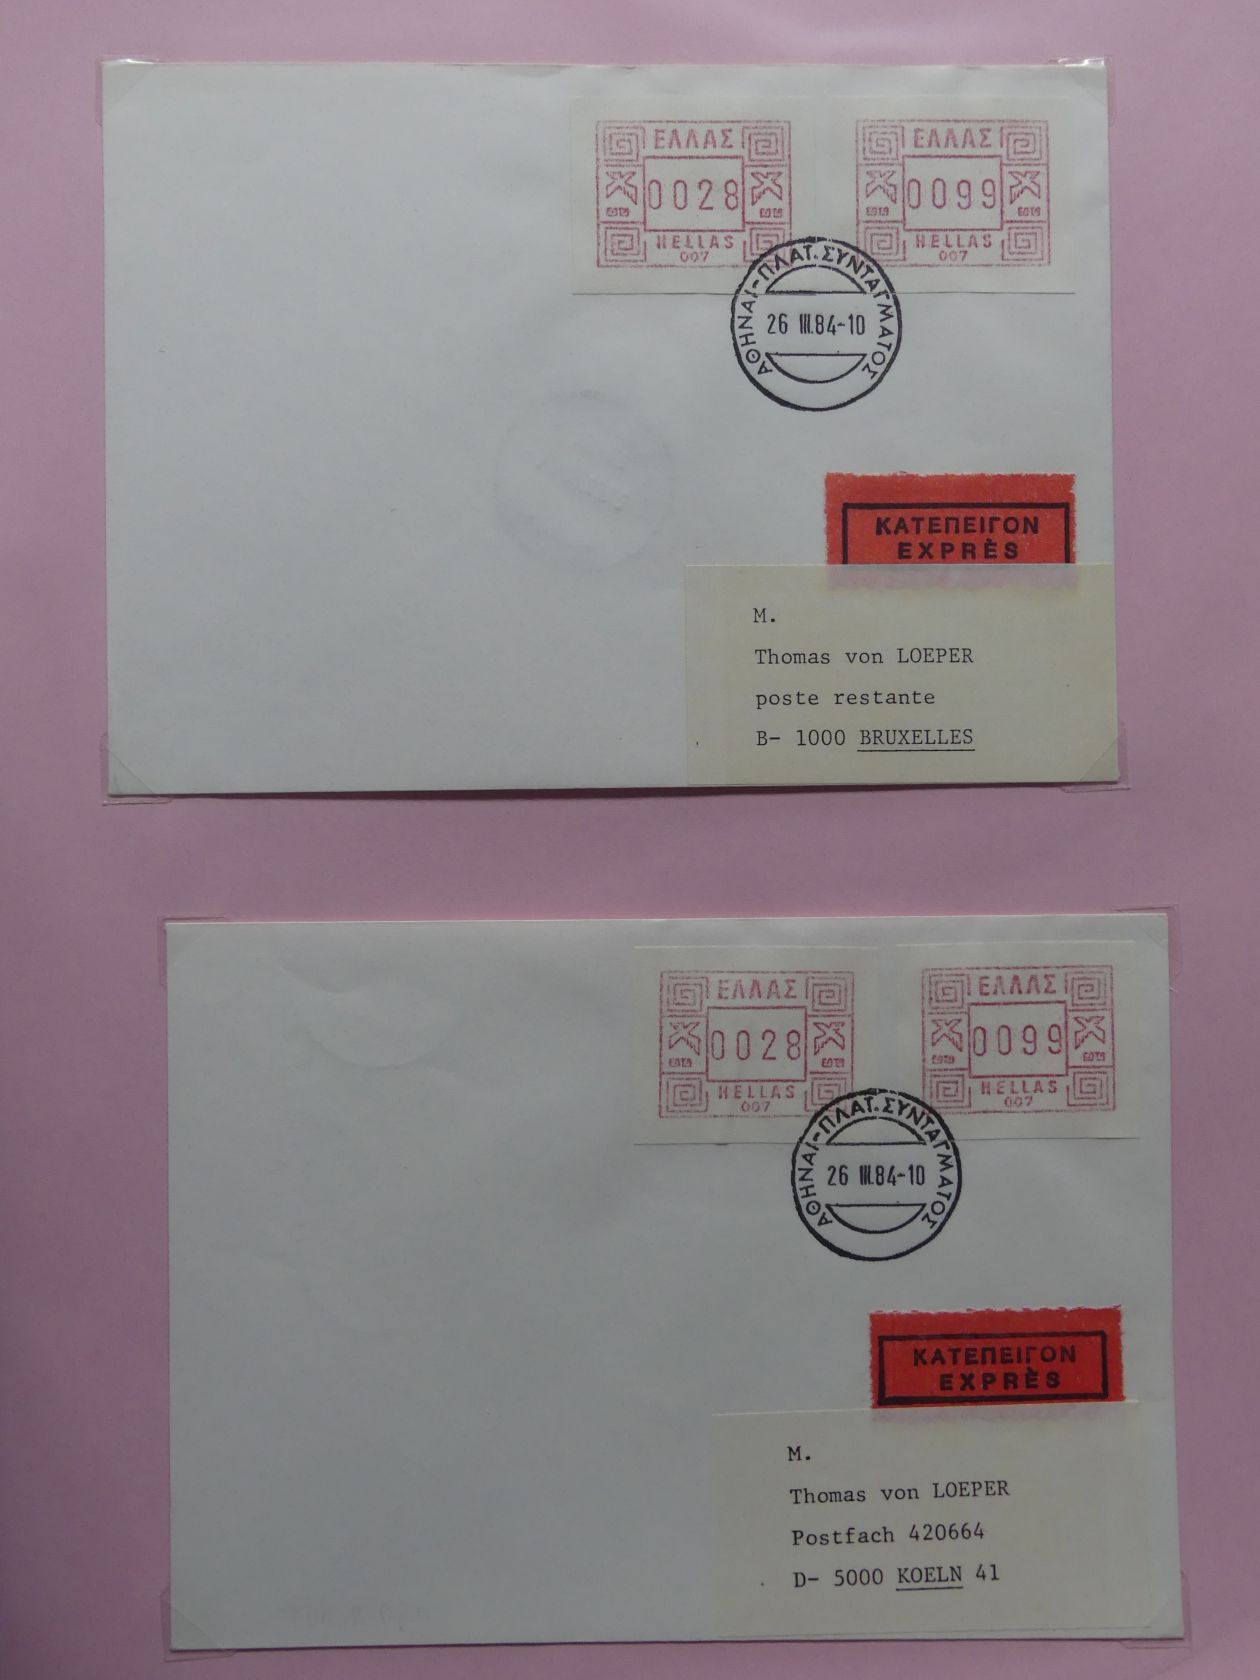 ΕΛΛΑΣ
0028
HELLAS
007
ΕΛΛΑΣ
0099
HELLAS
007
ΑΘΗΝΑΙ-ΠΛΑΤ. ΣΥΝΤΑΓΜΑΤΟΣ
26 III.84-10
ΚΑΤΕΠΕΙΓΟΝ
EXPRÈS
M.
Thomas von LOEPER
poste restante
B- 1000 BRUXELLES
ΕΛΛΑΣ
0028
HELLAS
007
ΕΛΛΑΣ
0099
HELLAS
007
ΑΘΗΝΑΙ-ΠΛΑΤ. ΣΥΝΤΑΓΜΑΤΟΣ
26 III.84-10
ΚΑΤΕΠΕΙΓΟΝ
EXPRÈS
M.
Thomas von LOEPER
Postfach 420664
D- 5000 KOELN 41